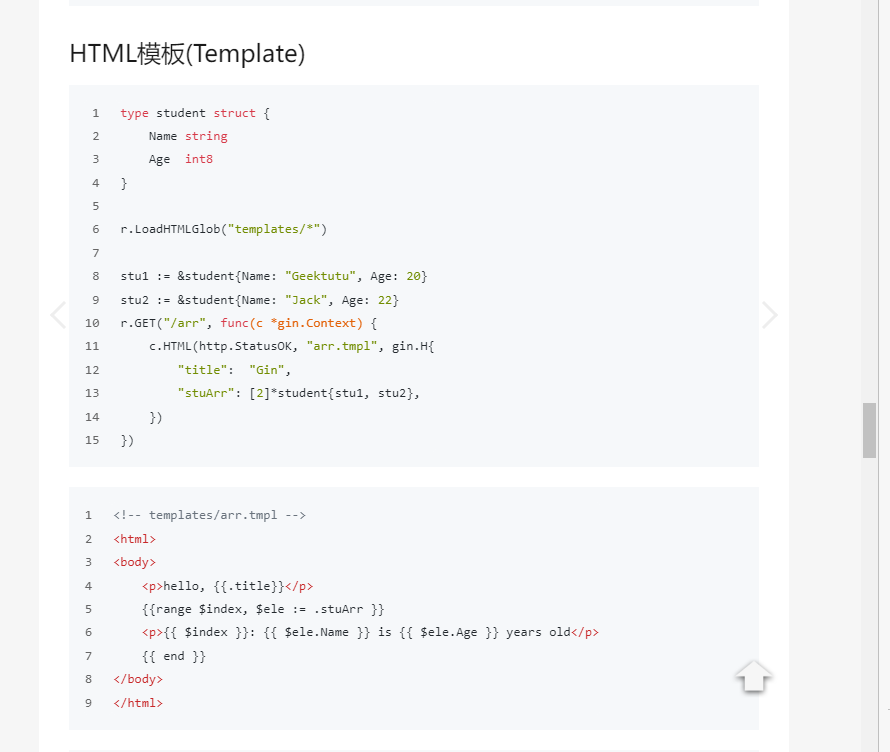 HTML模板(Template)
1 type student struct {
2     Name string
3     Age  int8
4 }
5
6 r.LoadHTMLGlob("templates/*")
7
8 stu1 := &student{Name: "Geektutu", Age: 20}
9 stu2 := &student{Name: "Jack", Age: 22}
10 r.GET("/arr", func(c *gin.Context) {
11     c.HTML(http.StatusOK, "arr.tmpl", gin.H{
12         "title":  "Gin",
13         "stuArr": [2]*student{stu1, stu2},
14     })
15 })
1 <!-- templates/arr.tmpl -->
2 <html>
3 <body>
4     <p>hello, {{.title}}</p>
5     {{range $index, $ele := .stuArr }}
6     <p>{{ $index }}: {{ $ele.Name }} is {{ $ele.Age }} years old</p>
7     {{ end }}
8 </body>
9 </html>